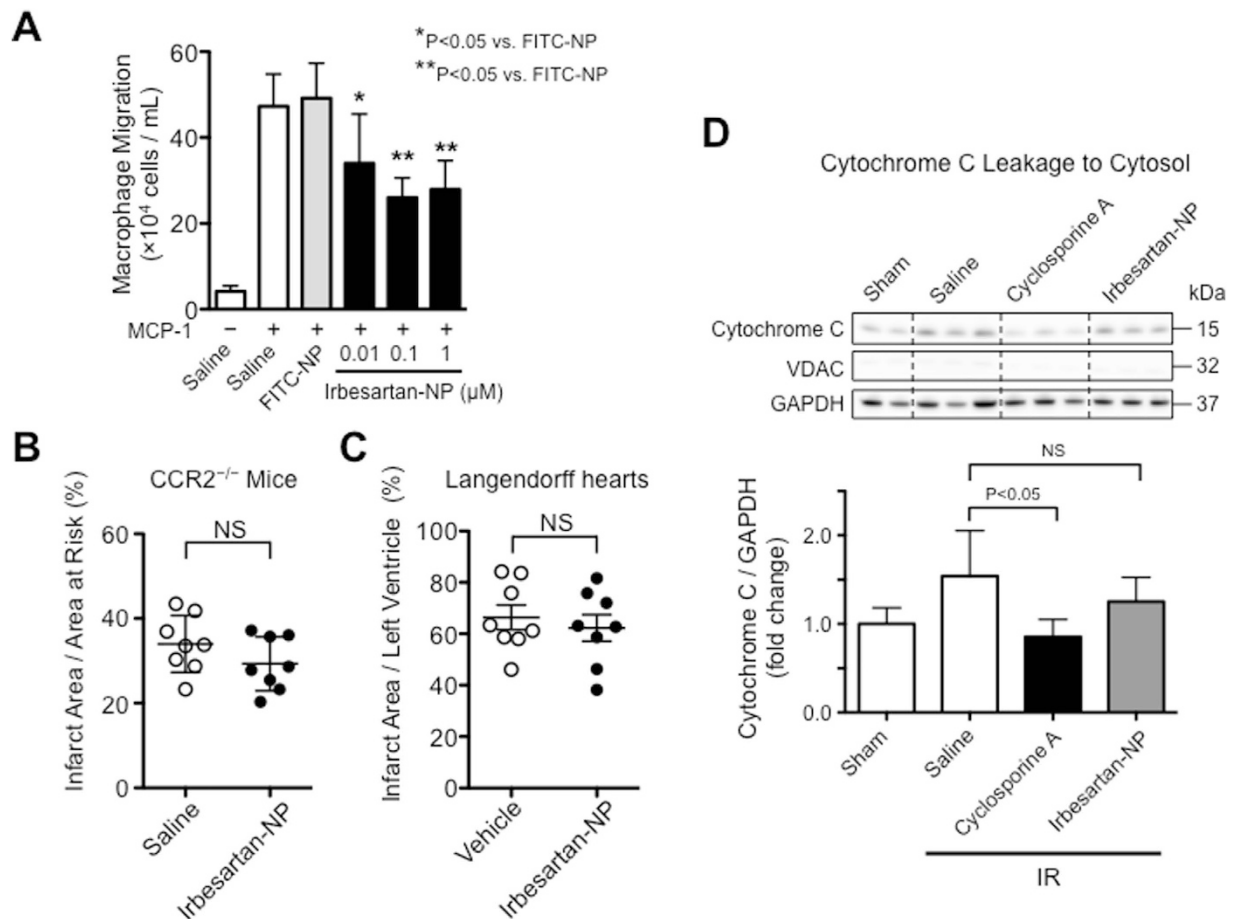 A
*P<0.05 vs. FITC-NP
**P<0.05 vs. FITC-NP
Macrophage Migration
(×10⁴ cells / mL)
60
40
20
0
*
**
**
MCP-1 − + + + + +
Saline
Saline
FITC-NP
0.01 0.1 1
Irbesartan-NP (μM)
B
CCR2⁻/⁻ Mice
Infarct Area / Area at Risk (%)
60
40
20
0
NS
Saline
Irbesartan-NP
C
Langendorff hearts
Infarct Area / Left Ventricle (%)
100
80
60
40
20
0
NS
Vehicle
Irbesartan-NP
D
Cytochrome C Leakage to Cytosol
Sham
Saline
Cyclosporine A
Irbesartan-NP
kDa
Cytochrome C 15
VDAC 32
GAPDH 37
Cytochrome C / GAPDH
(fold change)
2.0
1.0
0.0
NS
P<0.05
Sham
Saline
Cyclosporine A
Irbesartan-NP
IR